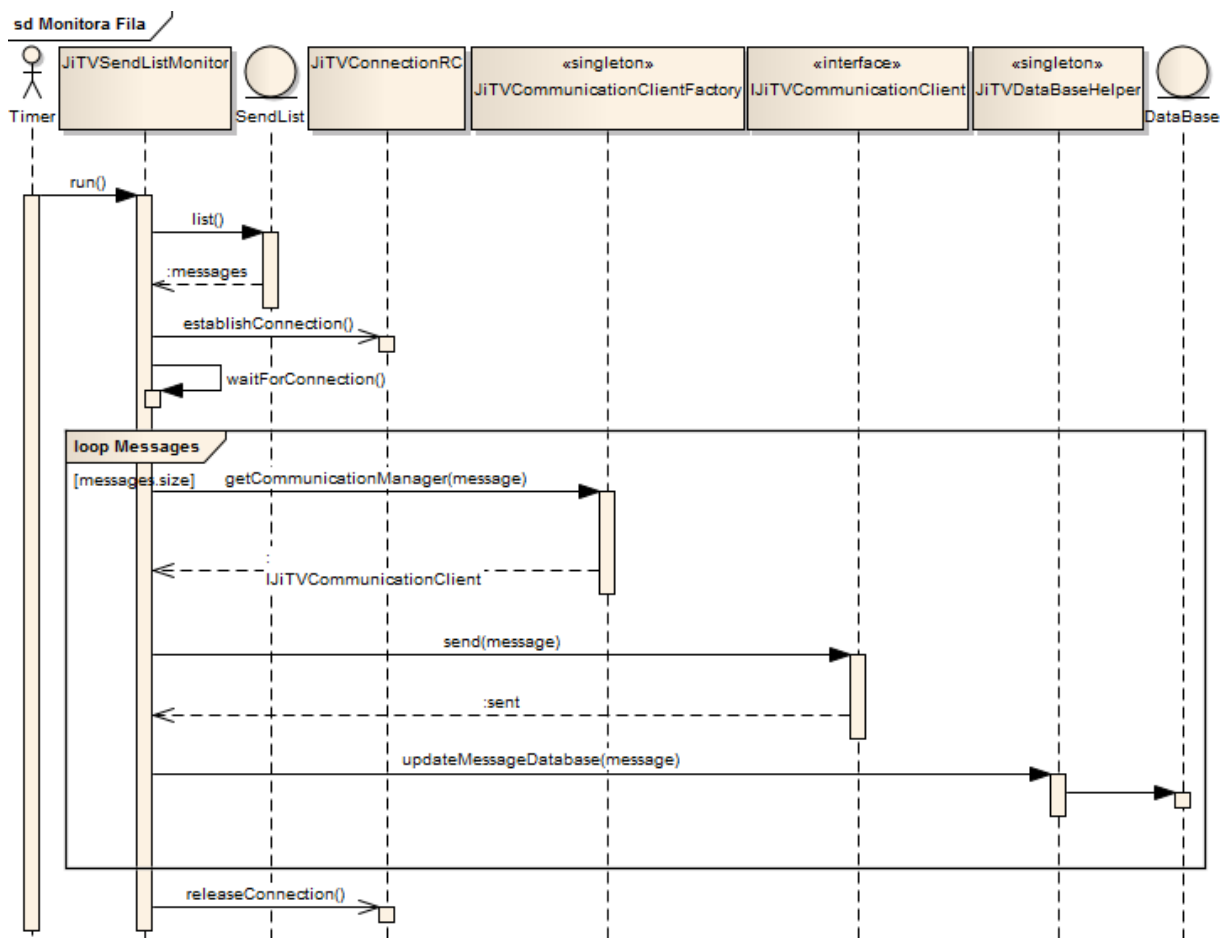 sd Monitora Fila
Timer
JiTVSendListMonitor
SendList
JiTVConnectionRC
«singleton»
JiTVCommunicationClientFactory
«interface»
IJiTVCommunicationClient
«singleton»
JiTVDataBaseHelper
DataBase
run()
list()
:messages
establishConnection()
waitForConnection()
loop Messages
[messages.size]
getCommunicationManager(message)
:
IJiTVCommunicationClient
send(message)
:sent
updateMessageDatabase(message)
releaseConnection()